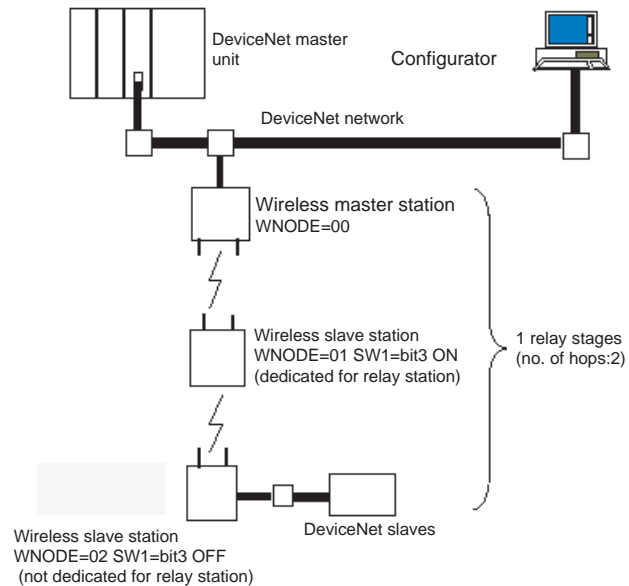 DeviceNet master
unit
Configurator
DeviceNet network
Wireless master station
WNODE=00
Wireless slave station
WNODE=01 SW1=bit3 ON
(dedicated for relay station)
1 relay stages
(no. of hops:2)
DeviceNet slaves
Wireless slave station
WNODE=02 SW1=bit3 OFF
(not dedicated for relay station)